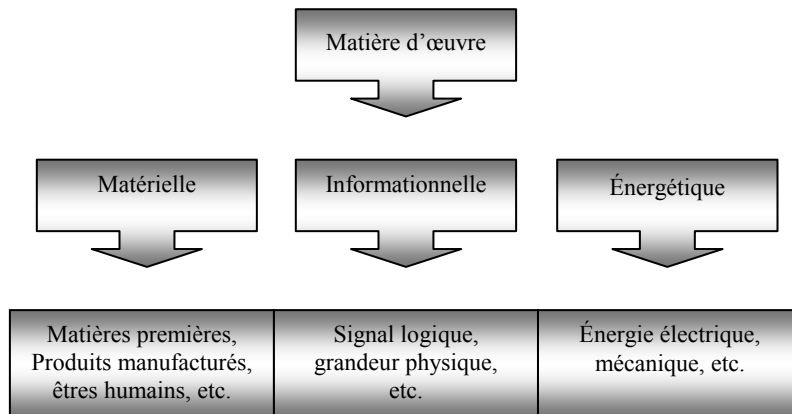 Matière d’œuvre
Matérielle
Informationnelle
Énergétique
Matières premières,
Produits manufacturés,
êtres humains, etc.
Signal logique,
grandeur physique,
etc.
Énergie électrique,
mécanique, etc.